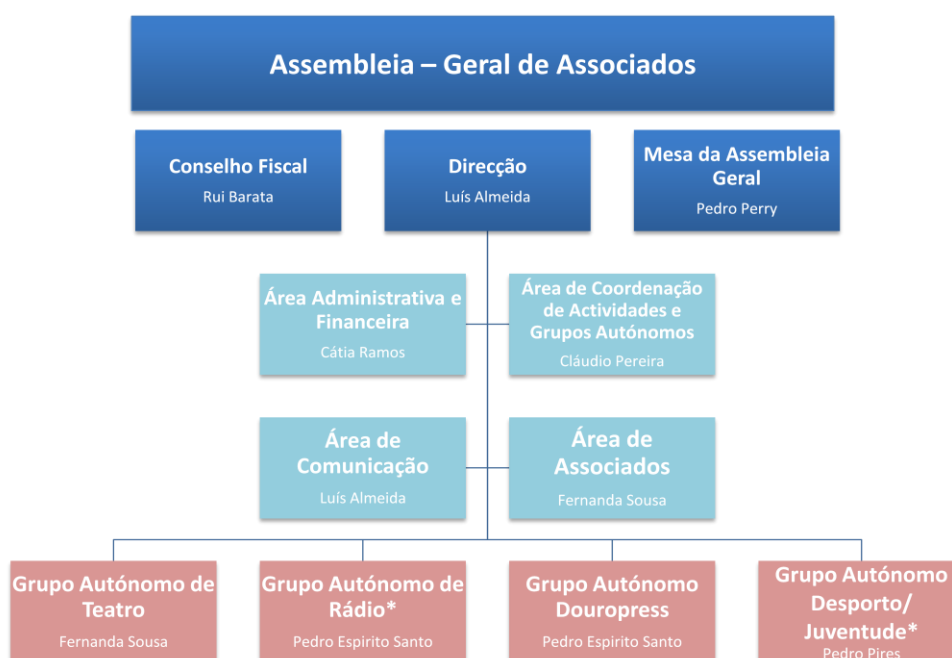 Assembleia – Geral de Associados
Conselho Fiscal
Rui Barata
Direcção
Luís Almeida
Mesa da Assembleia
Geral
Pedro Perry
Área Administrativa e
Financeira
Cátia Ramos
Área de Coordenação
de Actividades e
Grupos Autónomos
Cláudio Pereira
Área de
Comunicação
Luís Almeida
Área de
Associados
Fernanda Sousa
Grupo Autónomo de
Teatro
Fernanda Sousa
Grupo Autónomo de
Rádio*
Pedro Espirito Santo
Grupo Autónomo
Douropress
Pedro Espirito Santo
Grupo Autónomo
Desporto/
Juventude*
Pedro Pires